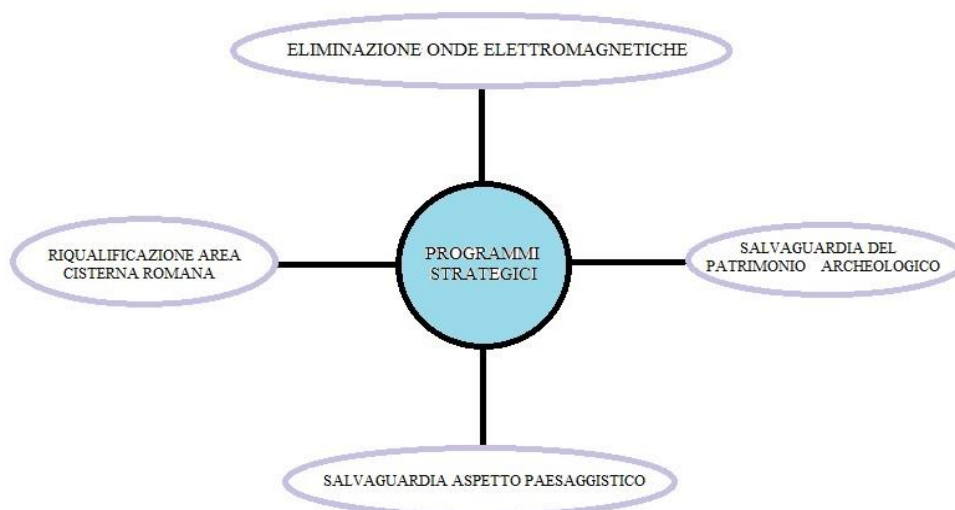 ELIMINAZIONE ONDE ELETTROMAGNETICHE
RIQUALIFICAZIONE AREA
CISTERNA ROMANA
PROGRAMMI
STRATEGICI
SALVAGUARDIA DEL
PATRIMONIO ARCHEOLOGICO
SALVAGUARDIA ASPETTO PAESAGGISTICO